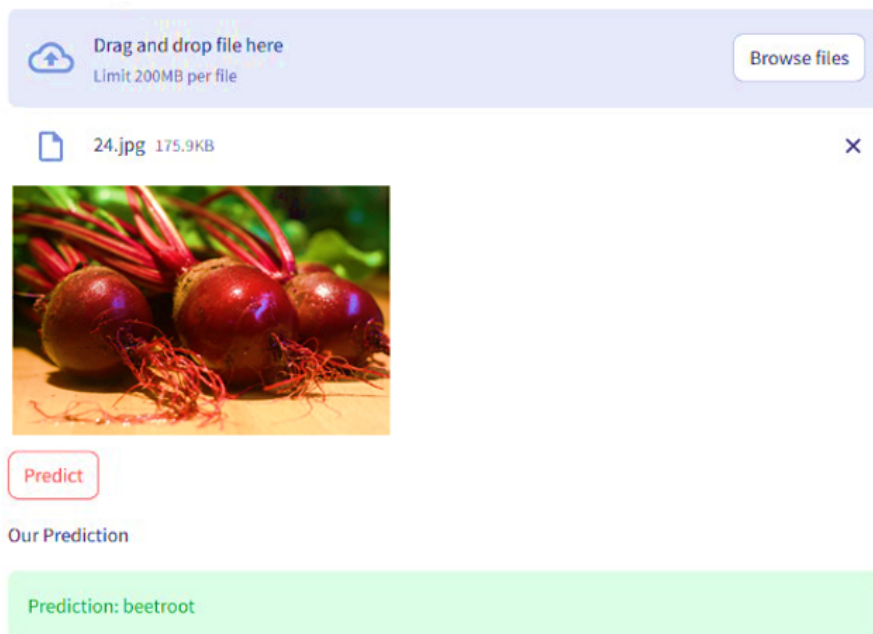 Drag and drop file here
Limit 200MB per file
Browse files
24.jpg 175.9KB
Predict
Our Prediction
Prediction: beetroot